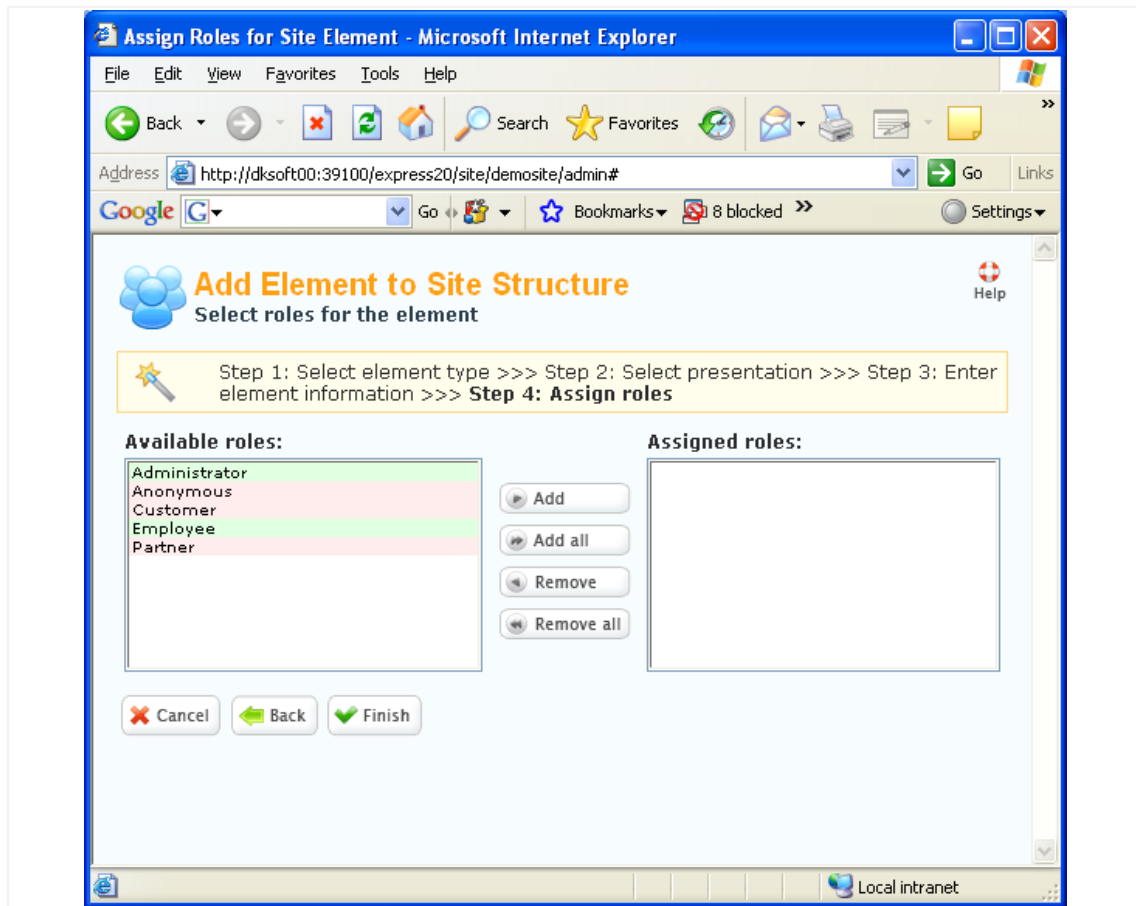 Assign Roles for Site Element - Microsoft Internet Explorer
File Edit View Favorites Tools Help
Back Search Favorites »
Address http://dksoft00:39100/express20/site/demosite/admin# Go Links
Google G Go Bookmarks 8 blocked » Settings
Add Element to Site Structure
Help
Select roles for the element
Step 1: Select element type >>> Step 2: Select presentation >>> Step 3: Enter
element information >>> Step 4: Assign roles
Available roles: Assigned roles:
Administrator
Anonymous
Customer
Employee
Partner
Add
Add all
Remove
Remove all
Cancel Back Finish
Local intranet